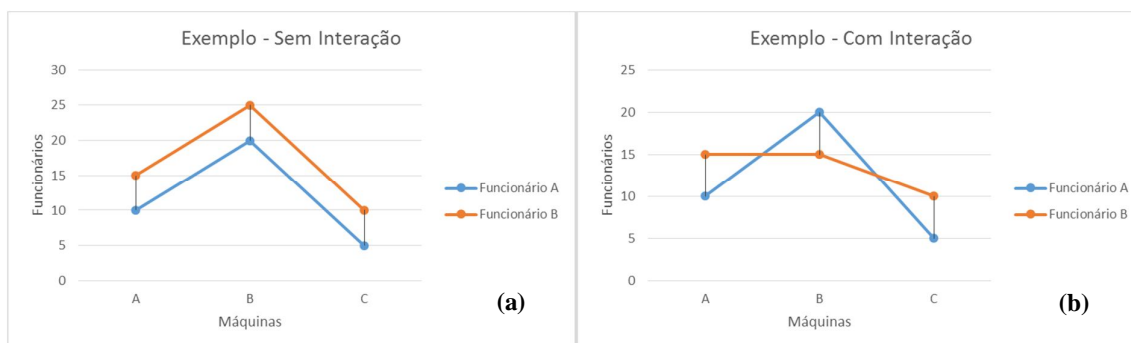 Exemplo - Sem Interação
30
25
20
15
10
5
0
Funcionários
A
B
C
Máquinas
Funcionário A
Funcionário B
(a)
Exemplo - Com Interação
25
20
15
10
5
0
Funcionários
A
B
C
Máquinas
Funcionário A
Funcionário B
(b)